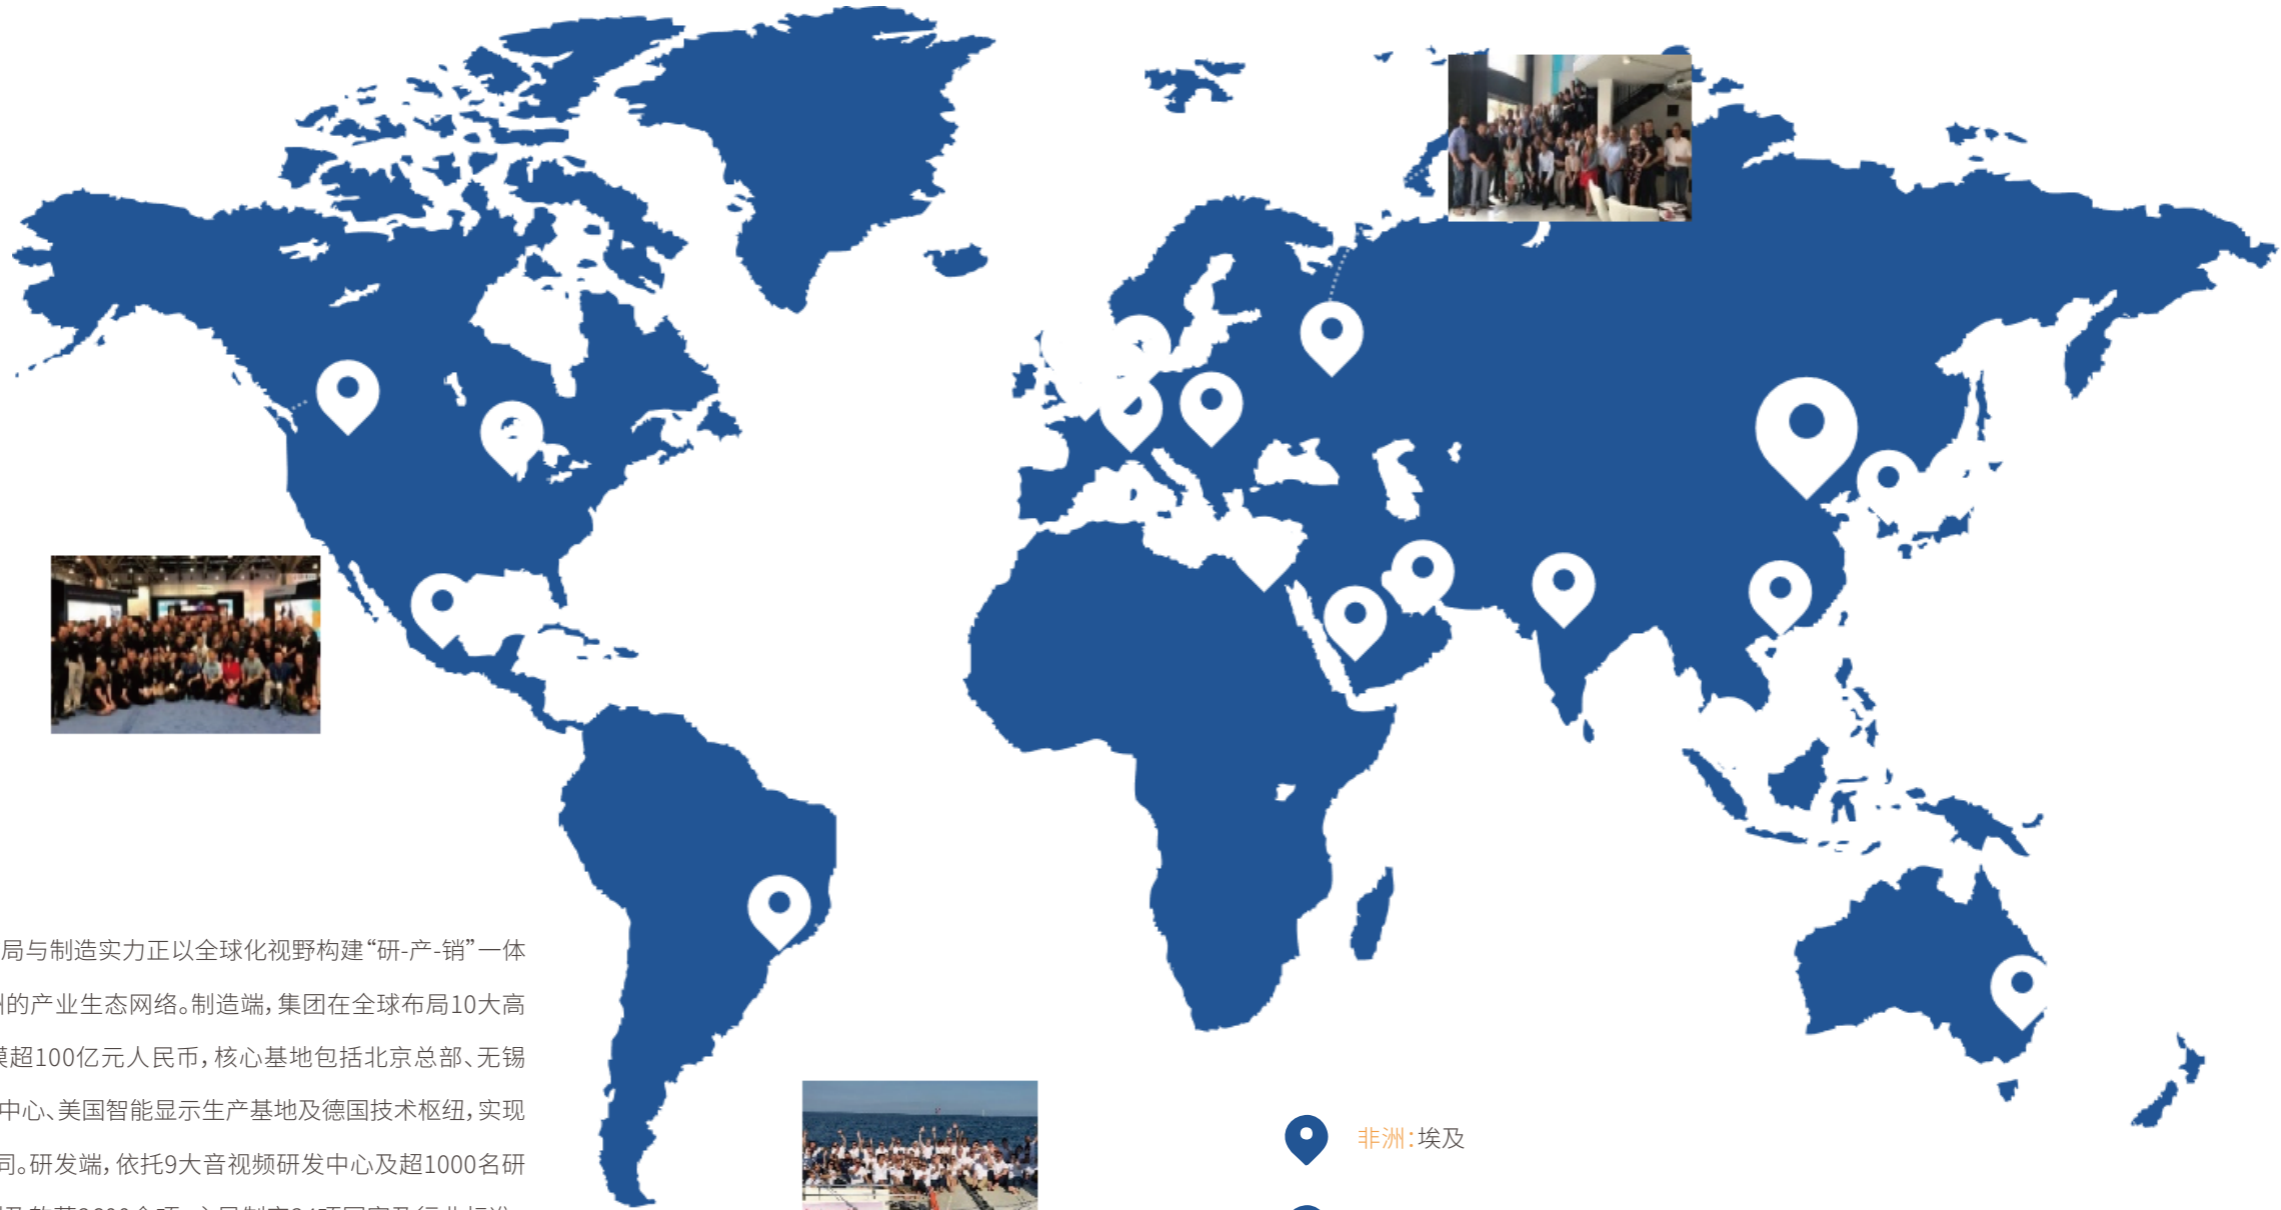 局与制造实力正以全球化视野构建“研-产-销”一体
的产业生态网络。制造端，集团在全球布局10大高
超100亿元人民币，核心基地包括北京总部、无锡
中心、美国智能显示生产基地及德国技术枢纽，实现
同。研发端，依托9大音视频研发中心及超1000名研
非洲：埃及